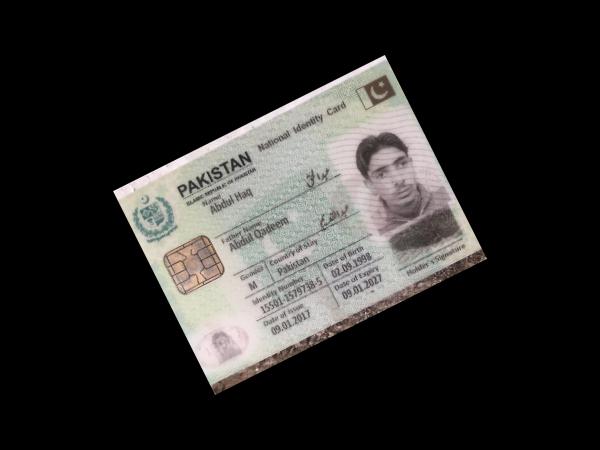 PAKISTAN National Identity Card
ISLAMIC REPUBLIC OF PAKISTAN
Name
Abdul Haq
عبدالحق
Father Name
Abdul Qadeem
عبدالقدیم
Gender Country of Stay
M Pakistan
Identity Number Date of Birth
15501-1579738-5 02.09.1998
Date of Issue Date of Expiry
09.01.2017 09.01.2027
Holder's Signature